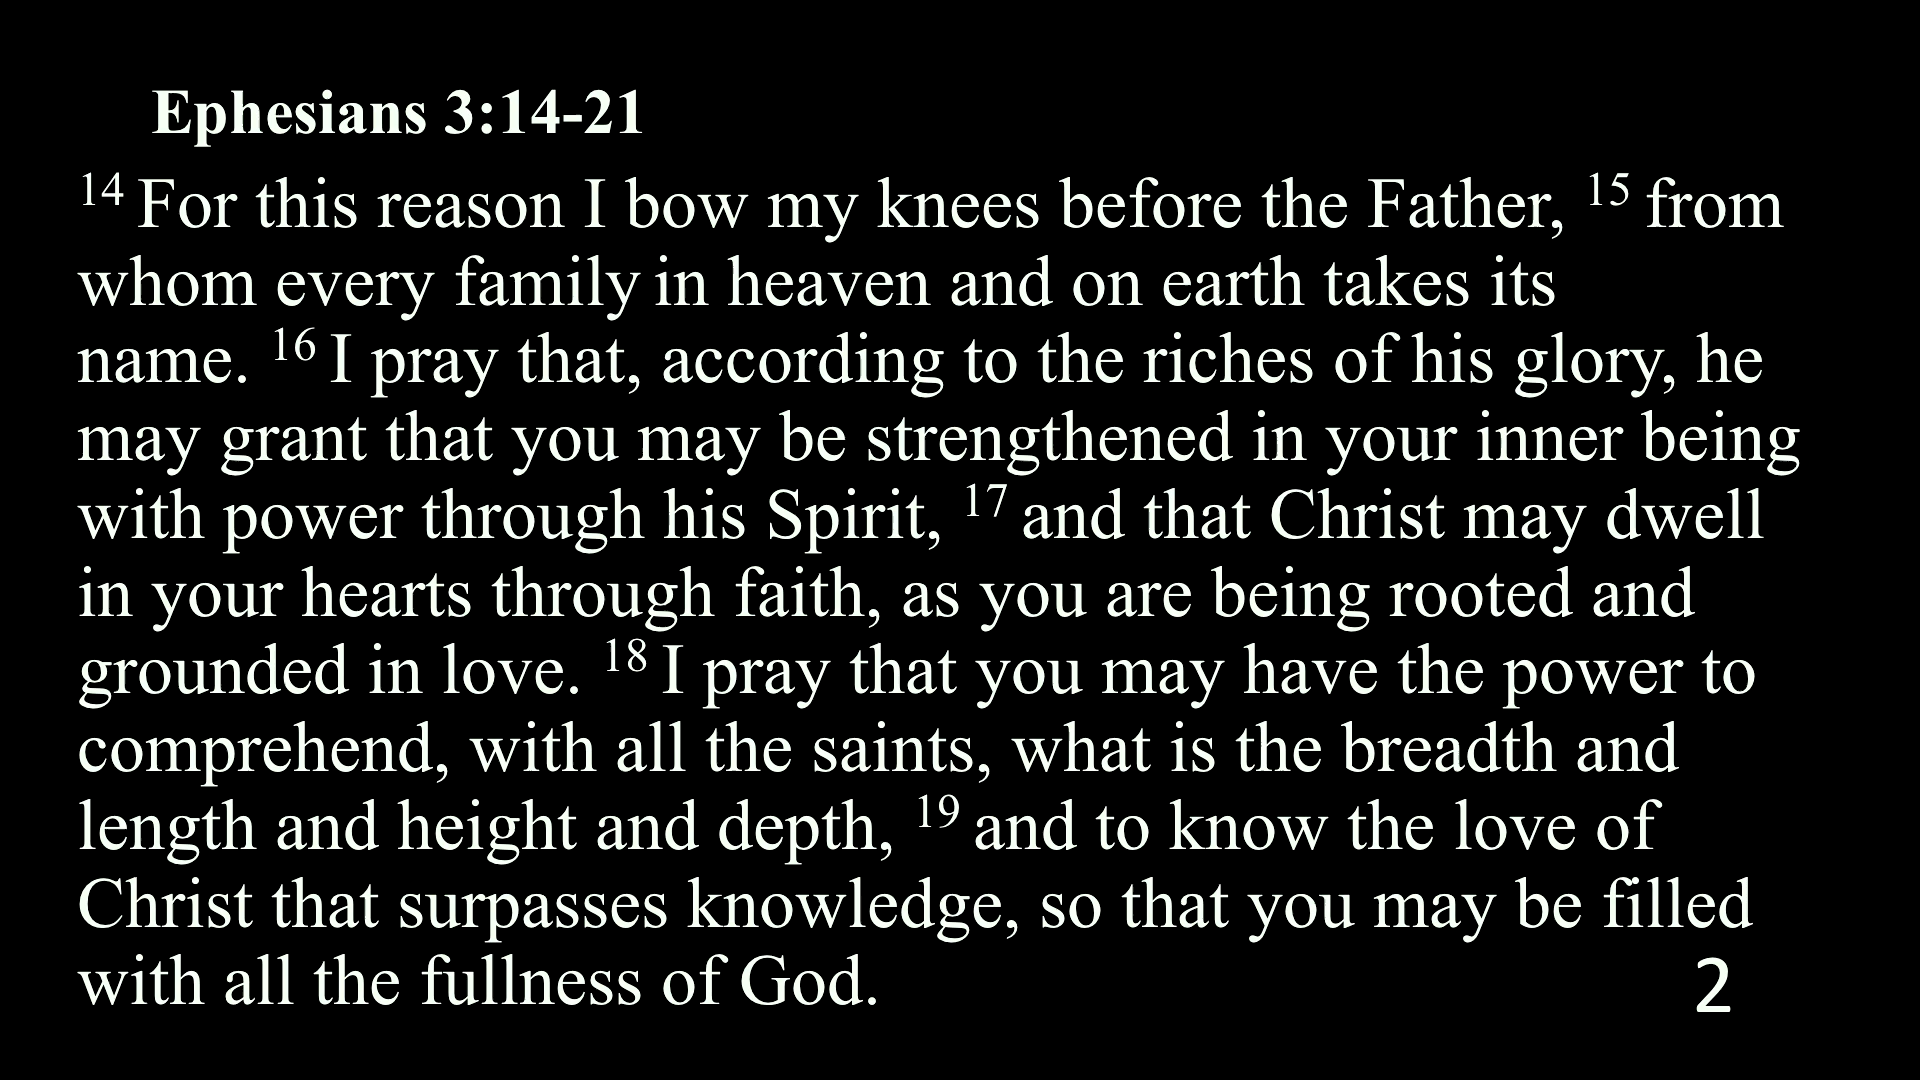 Ephesians 3:14-21
14 For this reason I bow my knees before the Father, 15 from
whom every family in heaven and on earth takes its
name. 16 I pray that, according to the riches of his glory, he
may grant that you may be strengthened in your inner being
with power through his Spirit, 17 and that Christ may dwell
in your hearts through faith, as you are being rooted and
grounded in love. 18 I pray that you may have the power to
comprehend, with all the saints, what is the breadth and
length and height and depth, 19 and to know the love of
Christ that surpasses knowledge, so that you may be filled
with all the fullness of God.
2